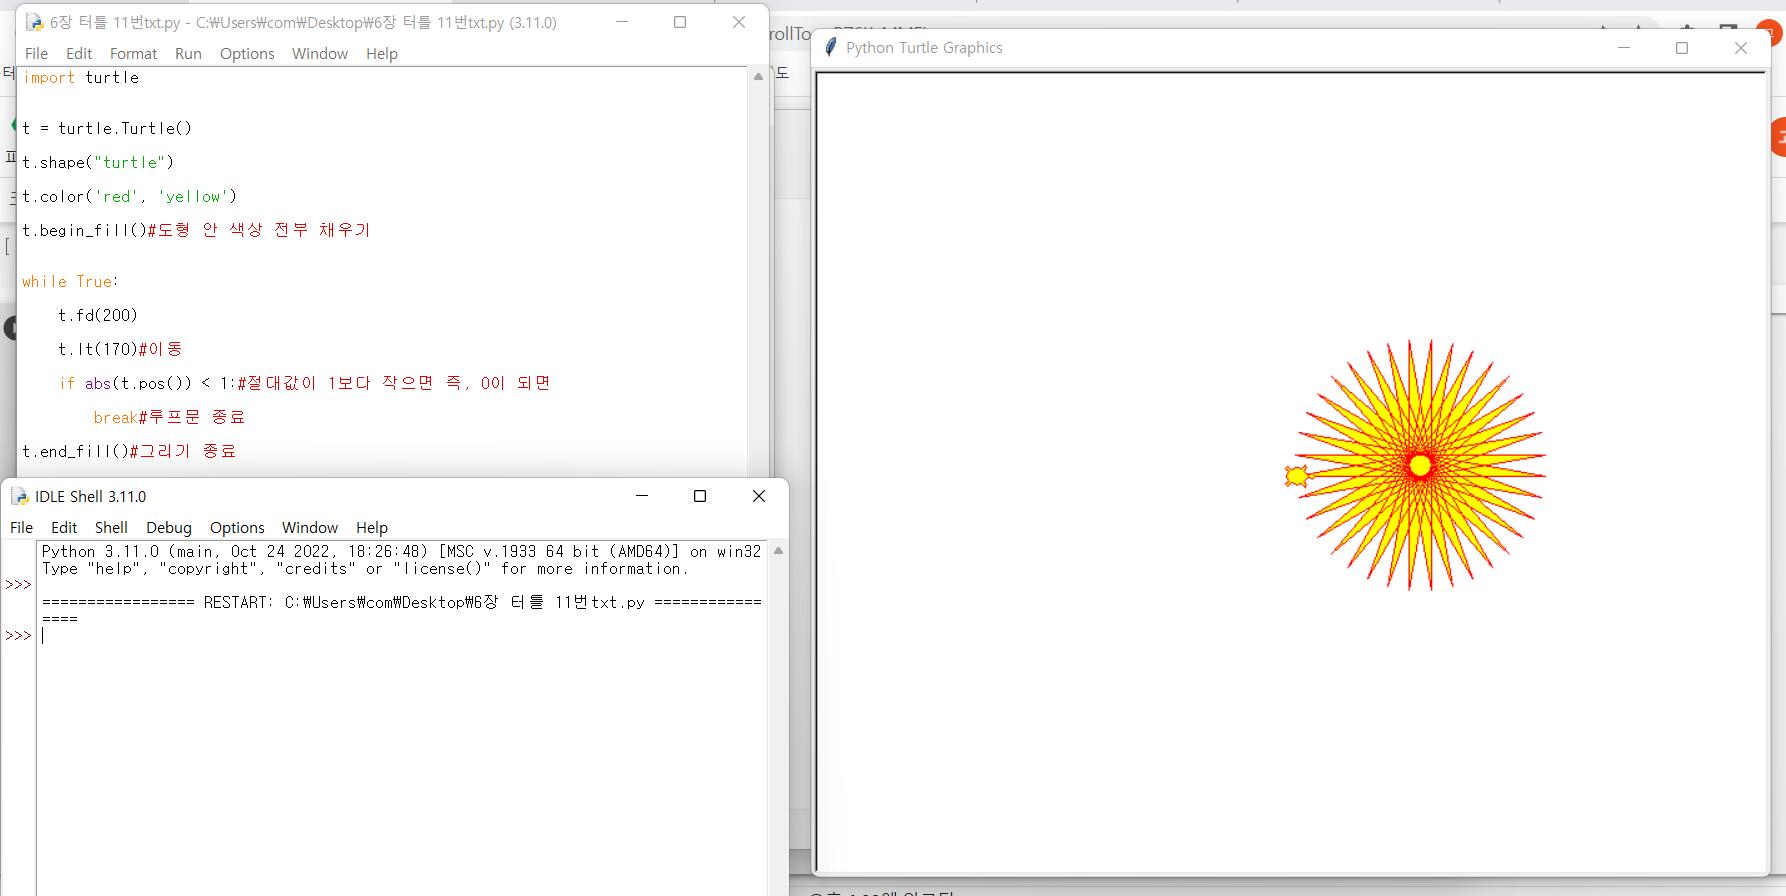 6장 터틀 11번txt.py - C:₩Users₩com₩Desktop₩6장 터틀 11번txt.py (3.11.0)
File Edit Format Run Options Window Help
import turtle
t = turtle.Turtle()
t.shape("turtle")
t.color('red', 'yellow')
t.begin_fill()#도형 안 색상 전부 채우기
while True:
t.fd(200)
t.lt(170)#이동
if abs(t.pos()) < 1:#절대값이 1보다 작으면 즉, 0이 되면
break#루프문 종료
t.end_fill()#그리기 종료
IDLE Shell 3.11.0
File Edit Shell Debug Options Window Help
Python 3.11.0 (main, Oct 24 2022, 18:26:48) [MSC v.1933 64 bit (AMD64)] on win32
Type "help", "copyright", "credits" or "license()" for more information.
>>>
================= RESTART: C:₩Users₩com₩Desktop₩6장 터틀 11번txt.py ============
====
>>>
Python Turtle Graphics
도